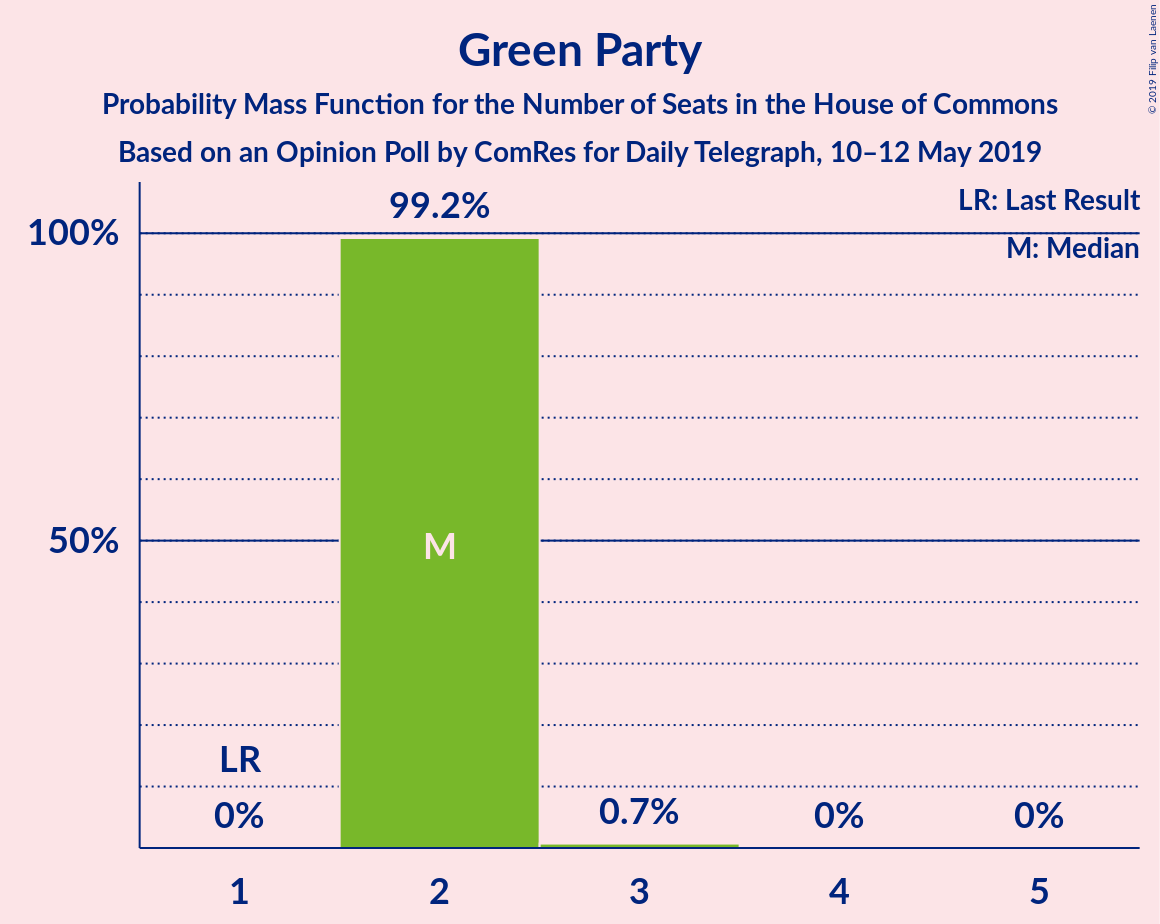 Green Party
Probability Mass Function for the Number of Seats in the House of Commons
Based on an Opinion Poll by ComRes for Daily Telegraph, 10–12 May 2019
© 2019 Filip van Laenen
LR: Last Result
M: Median
100%
50%
99.2%
M
LR
0%
0.7%
0%
0%
1 2 3 4 5